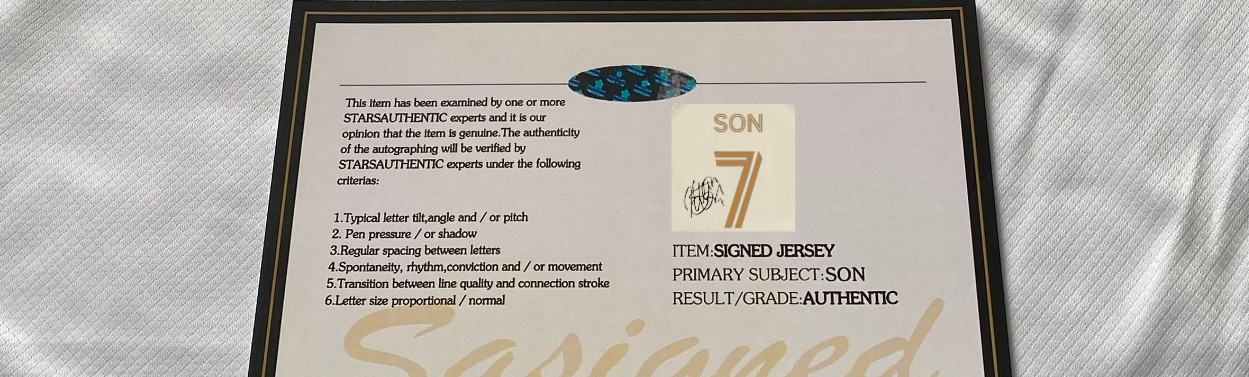 This item has been examined by one or more
STARSAUTHENTIC experts and it is our
opinion that the item is genuine.The authenticity
of the autographing will be verified by
STARSAUTHENTIC experts under the following
criterias:
1.Typical letter tilt,angle and / or pitch
2. Pen pressure / or shadow
3.Regular spacing between letters
4.Spontaneity, rhythm,conviction and / or movement
5.Transition between line quality and connection stroke
6.Letter size proportional / normal
SON
7
ITEM:SIGNED JERSEY
PRIMARY SUBJECT:SON
RESULT/GRADE:AUTHENTIC
Sasigned